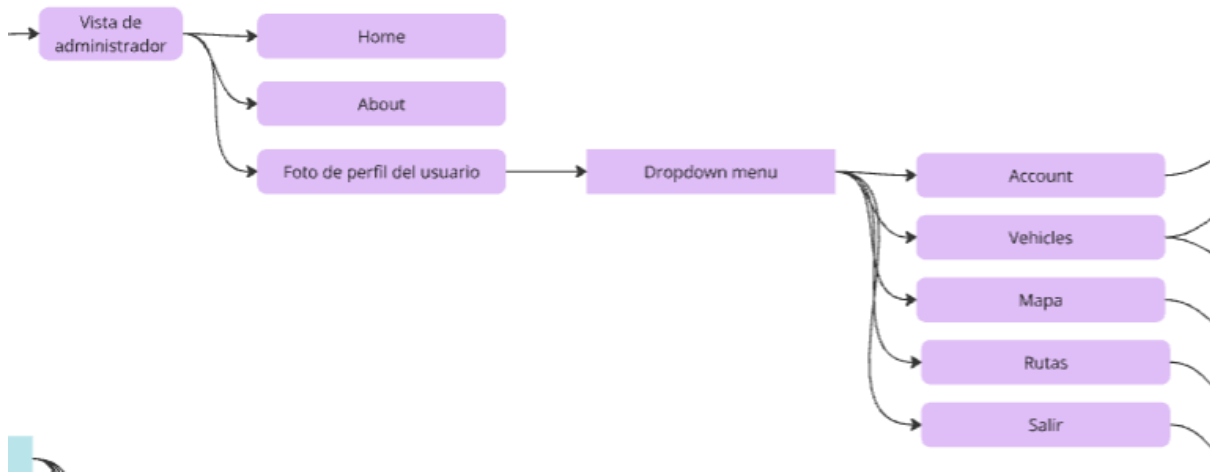 Vista de
administrador
Home
About
Foto de perfil del usuario
Dropdown menu
Account
Vehicles
Mapa
Rutas
Salir